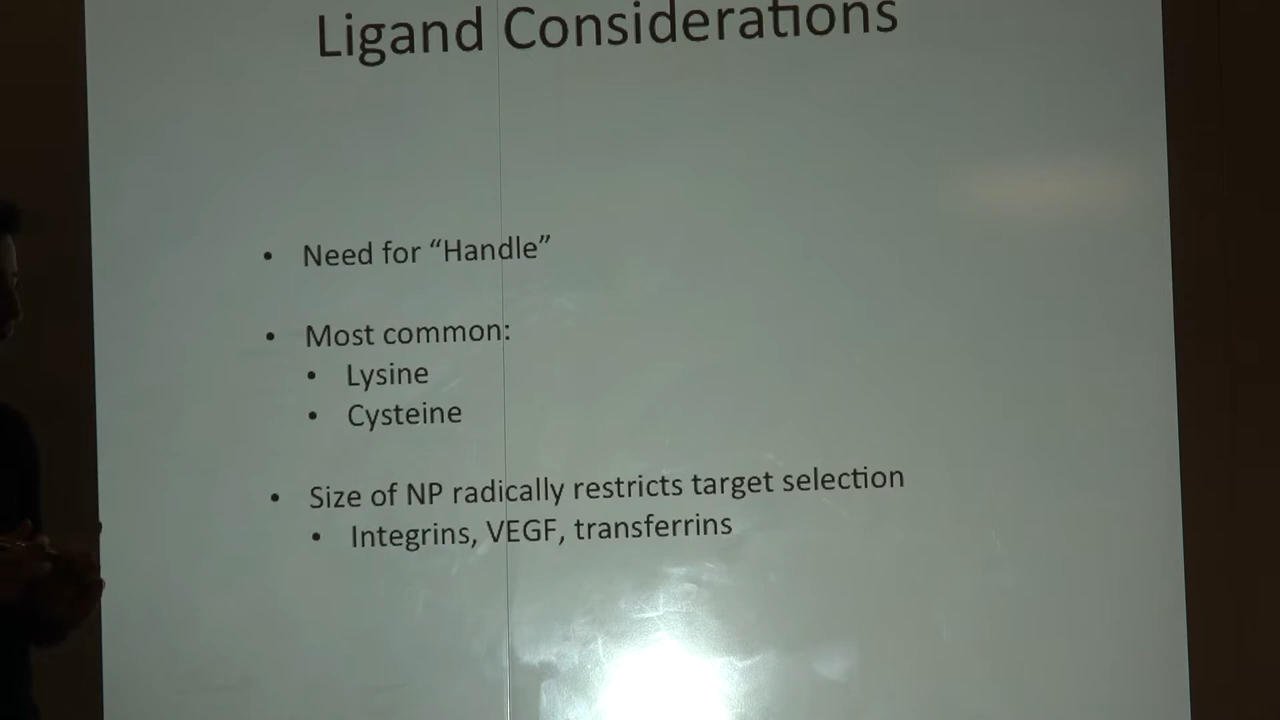 Ligand Considerations
• Need for “Handle”
• Most common:
• Lysine
• Cysteine
• Size of NP radically restricts target selection
• Integrins, VEGF, transferrins